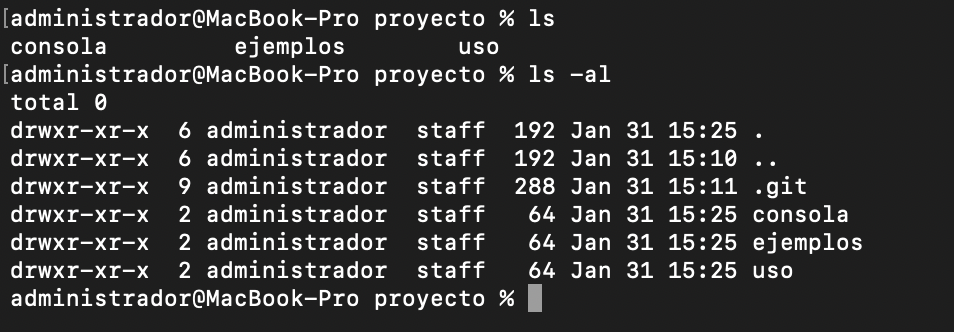 [administrador@MacBook-Pro proyecto % ls
consola         ejemplos        uso
[administrador@MacBook-Pro proyecto % ls -al
total 0
drwxr-xr-x  6 administrador  staff  192 Jan 31 15:25 .
drwxr-xr-x  6 administrador  staff  192 Jan 31 15:10 ..
drwxr-xr-x  9 administrador  staff  288 Jan 31 15:11 .git
drwxr-xr-x  2 administrador  staff   64 Jan 31 15:25 consola
drwxr-xr-x  2 administrador  staff   64 Jan 31 15:25 ejemplos
drwxr-xr-x  2 administrador  staff   64 Jan 31 15:25 uso
administrador@MacBook-Pro proyecto %